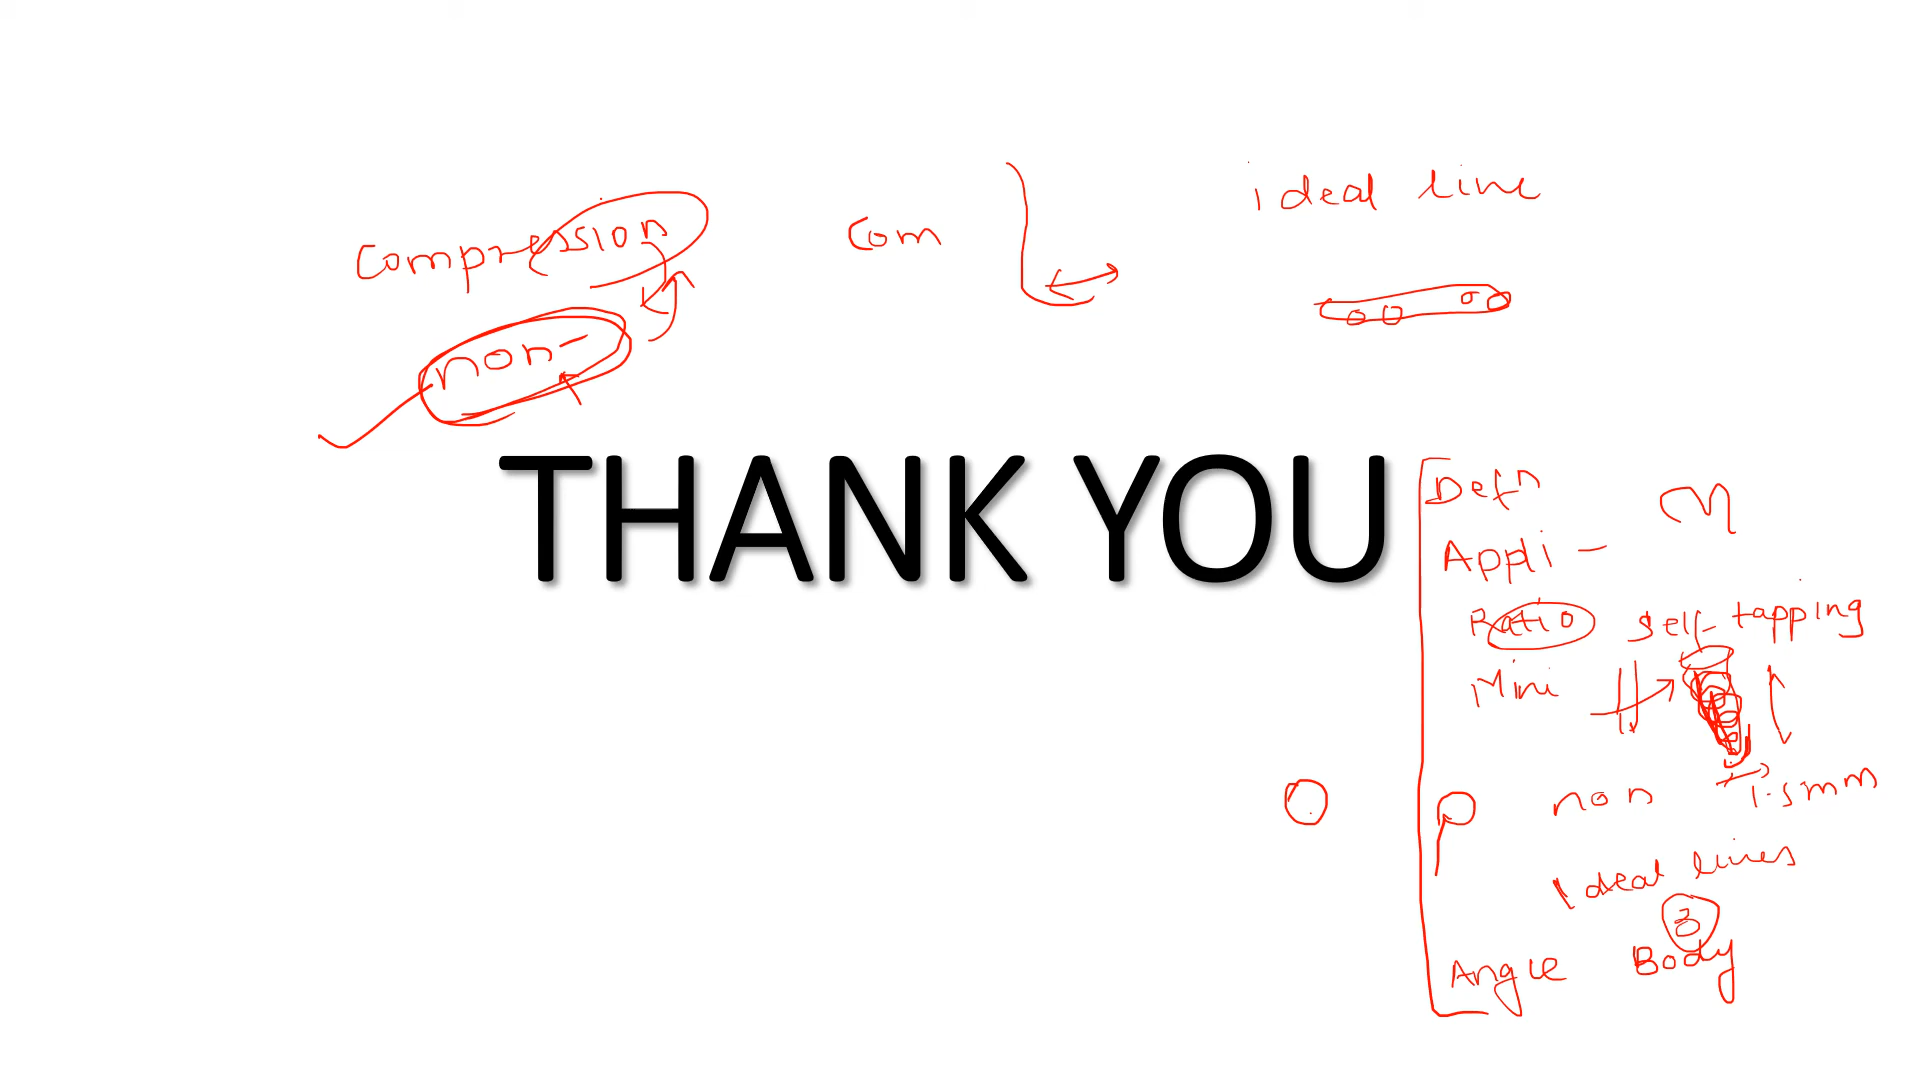 compression
com
ideal line
non-
THANK YOU
Defn
Appli -
Ratio
self-tapping
Mini
non
1.5mm
Ideal lines
3
Angle
Body